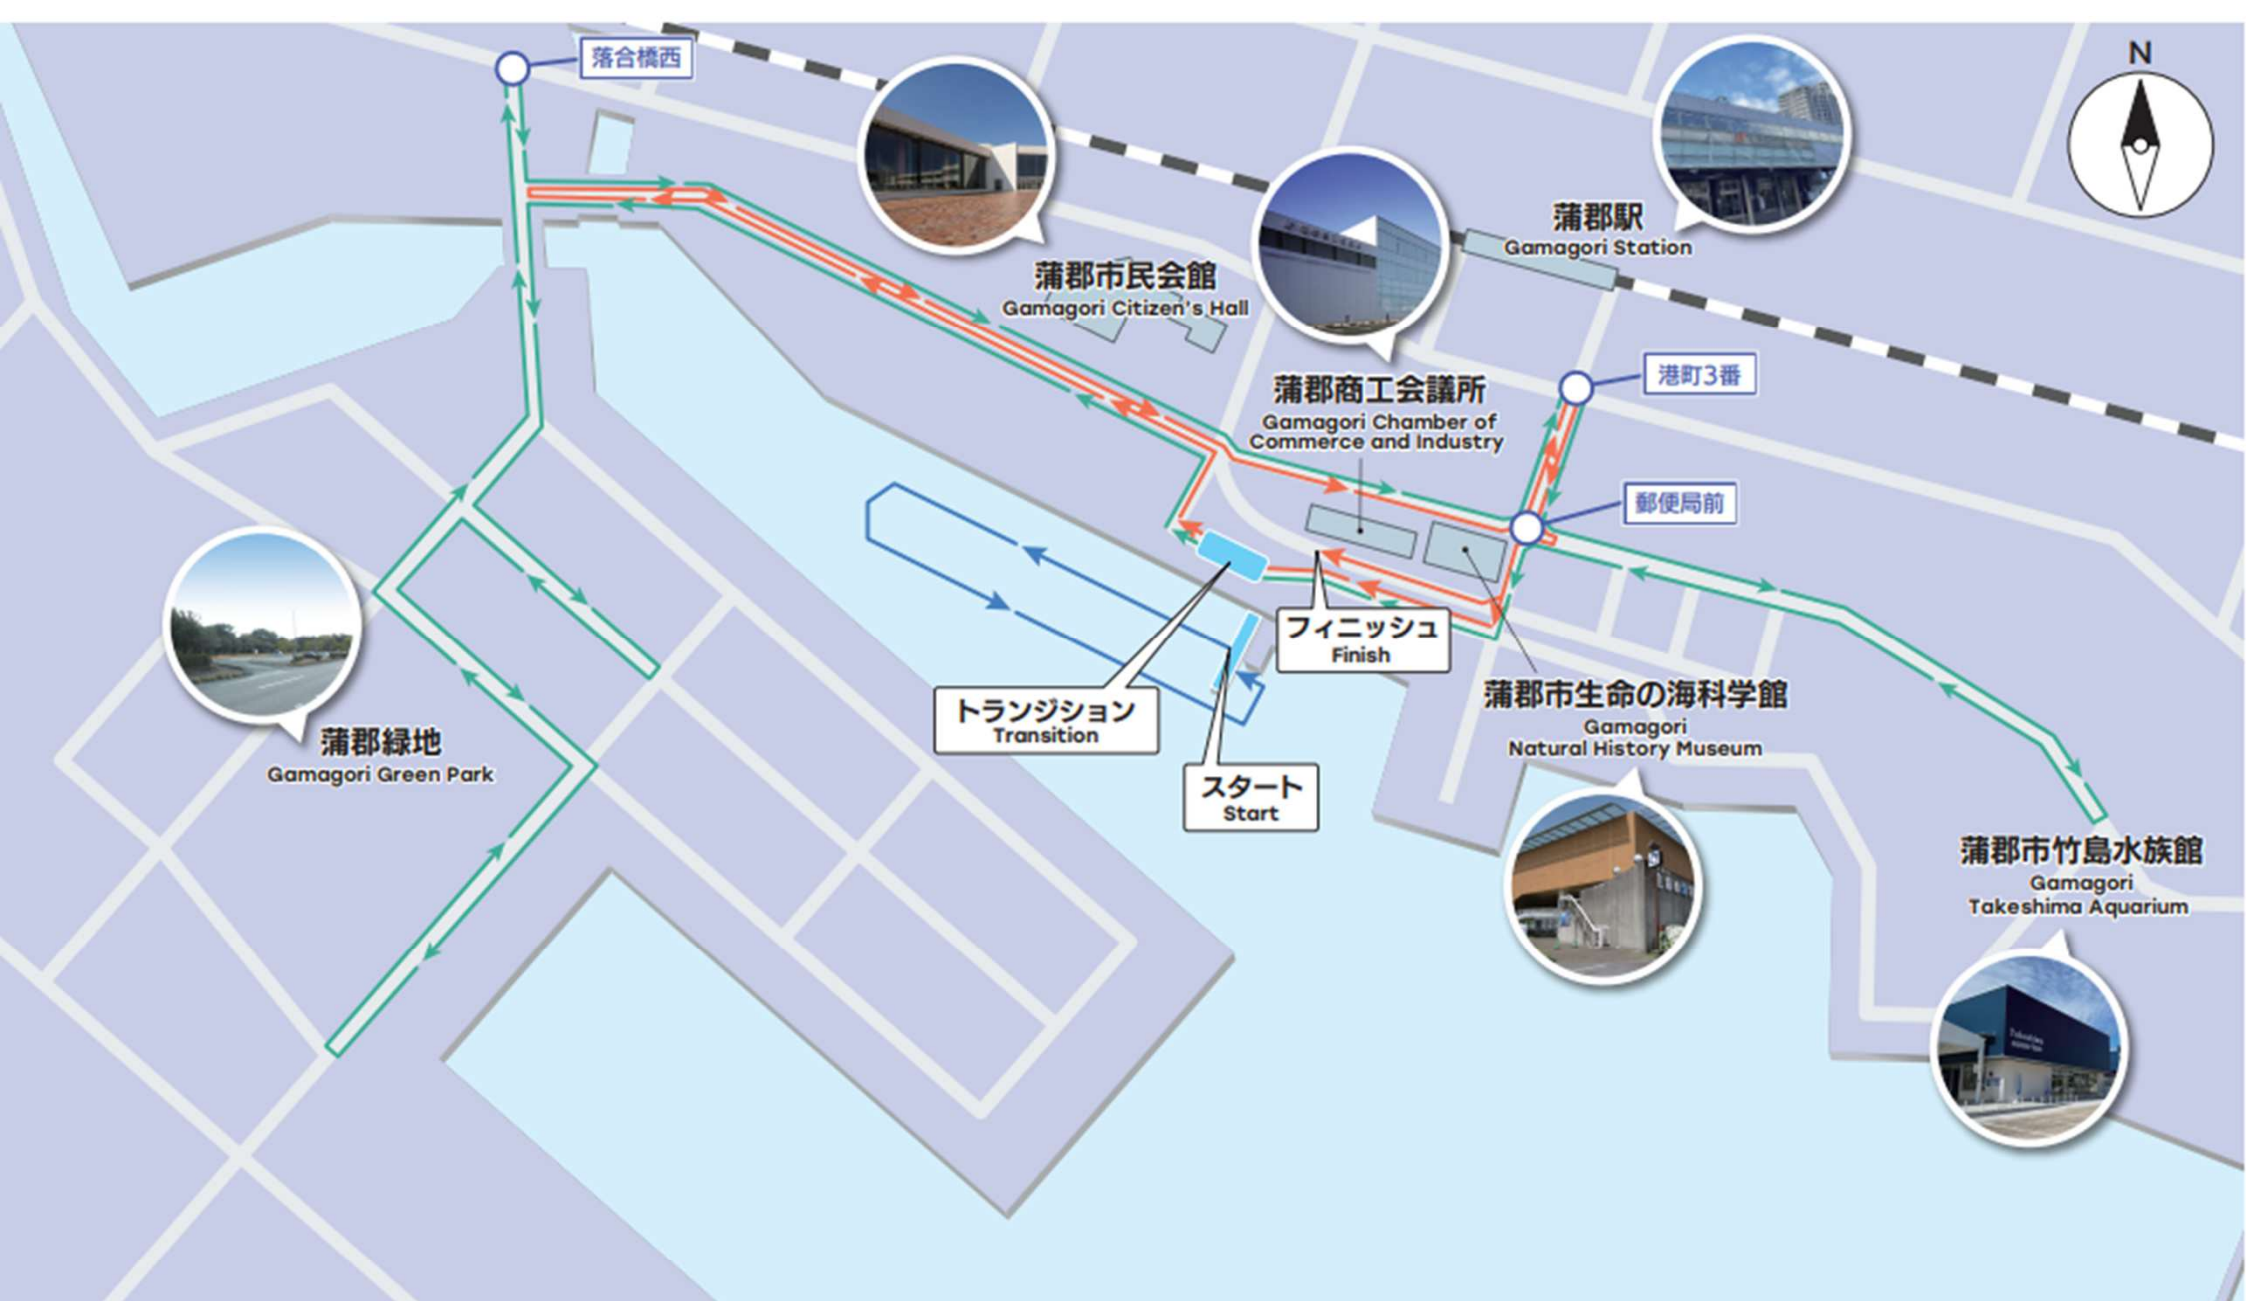 落合橋西
N
蒲郡駅
Gamagori Station
蒲郡市民会館
Gamagori Citizen's Hall
港町3番
蒲郡商工会議所
Gamagori Chamber of
Commerce and Industry
郵便局前
フィニッシュ
Finish
蒲郡市生命の海科学館
Gamagori
Natural History Museum
トランジション
Transition
蒲郡緑地
Gamagori Green Park
スタート
Start
蒲郡市竹島水族館
Gamagori
Takeshima Aquarium